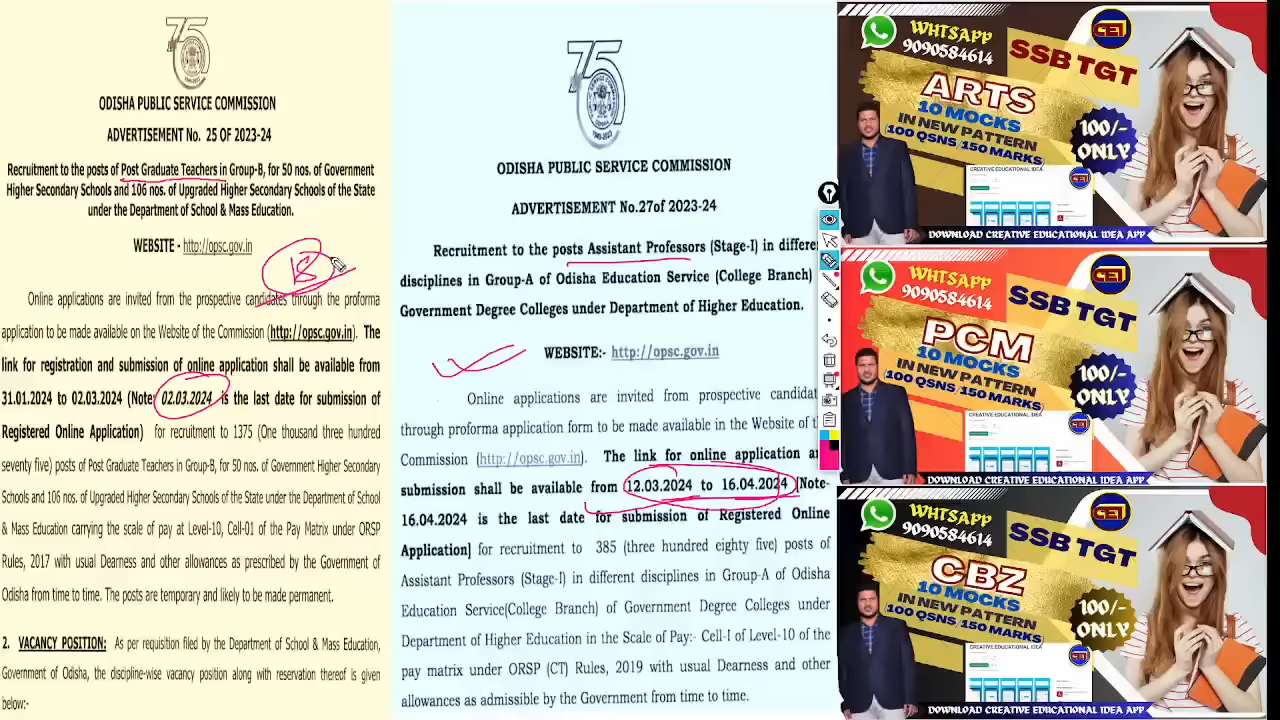 75
ODISHA PUBLIC SERVICE COMMISSION
ADVERTISEMENT No. 25 OF 2023-24
Recruitment to the posts of Post Graduate Teachers in Group-B, for 50 nos. of Government
Higher Secondary Schools and 106 nos. of Upgraded Higher Secondary Schools of the State
under the Department of School & Mass Education.
WEBSITE - http://opsc.gov.in
18
Online applications are invited from the prospective candidates through the proforma
application to be made available on the Website of the Commission (http://opsc.gov.in). The
link for registration and submission of online application shall be available from
31.01.2024 to 02.03.2024 (Note: 02.03.2024 is the last date for submission of
Registered Online Application) for recruitment to 1375 (One thousand three hundred
seventy five) posts of Post Graduate Teachers in Group-B, for 50 nos. of Government Higher Secondary
Schools and 106 nos. of Upgraded Higher Secondary Schools of the State under the Department of School
& Mass Education carrying the scale of pay at Level-10, Cell-01 of the Pay Matrix under ORSP
Rules, 2017 with usual Dearness and other allowances as prescribed by the Government of
Odisha from time to time. The posts are temporary and likely to be made permanent.
2. VACANCY POSITION: As per requisition filed by the Department of School & Mass Education,
Government of Odisha, the discipline-wise vacancy position along with reservation thereof is given
below:-
75
ODISHA PUBLIC SERVICE COMMISSION
ADVERTISEMENT No.27of 2023-24
Recruitment to the posts Assistant Professors (Stage-I) in differe
disciplines in Group-A of Odisha Education Service (College Branch)
Government Degree Colleges under Department of Higher Education.
WEBSITE:- http://opsc.gov.in
Online applications are invited from prospective candidat
through proforma application form to be made available in the Website of th
Commission (http://opsc.gov.in). The link for online application an
submission shall be available from 12.03.2024 to 16.04.2024 [Note-
16.04.2024 is the last date for submission of Registered Online
Application] for recruitment to 385 (three hundred eighty five) posts of
Assistant Professors (Stage-I) in different disciplines in Group-A of Odisha
Education Service(College Branch) of Government Degree Colleges under
Department of Higher Education in the Scale of Pay:- Cell-I of Level-10 of the
pay matrix under ORSP (CT) Rules, 2019 with usual Dearness and other
allowances as admissible by the Government from time to time.
WHTSAPP
9090584614
CEI
SSB TGT
ARTS
10 MOCKS
IN NEW PATTERN
100 QSNS/150 MARKS
100/-
ONLY
CREATIVE EDUCATIONAL IDEA
DOWNLOAD CREATIVE EDUCATIONAL IDEA APP
WHTSAPP
9090584614
CEI
SSB TGT
PCM
10 MOCKS
IN NEW PATTERN
100 QSNS/150 MARKS
100/-
ONLY
CREATIVE EDUCATIONAL IDEA
WHTSAPP
9090584614
CEI
SSB TGT
CBZ
10 MOCKS
IN NEW PATTERN
100 QSNS/150 MARKS
100/-
ONLY
CREATIVE EDUCATIONAL IDEA
DOWNLOAD CREATIVE EDUCATIONAL IDEA APP